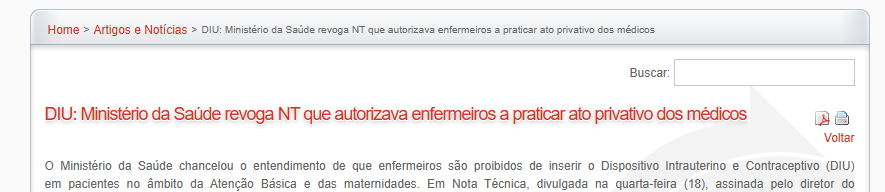 Home > Artigos e Notícias > DIU: Ministério da Saúde revoga NT que autorizava enfermeiros a praticar ato privativo dos médicos
Buscar:
DIU: Ministério da Saúde revoga NT que autorizava enfermeiros a praticar ato privativo dos médicos
Voltar
O Ministério da Saúde chancelou o entendimento de que enfermeiros são proibidos de inserir o Dispositivo Intrauterino e Contraceptivo (DIU)
em pacientes no âmbito da Atenção Básica e das maternidades. Em Nota Técnica, divulgada na quarta-feira (18), assinada pelo diretor do